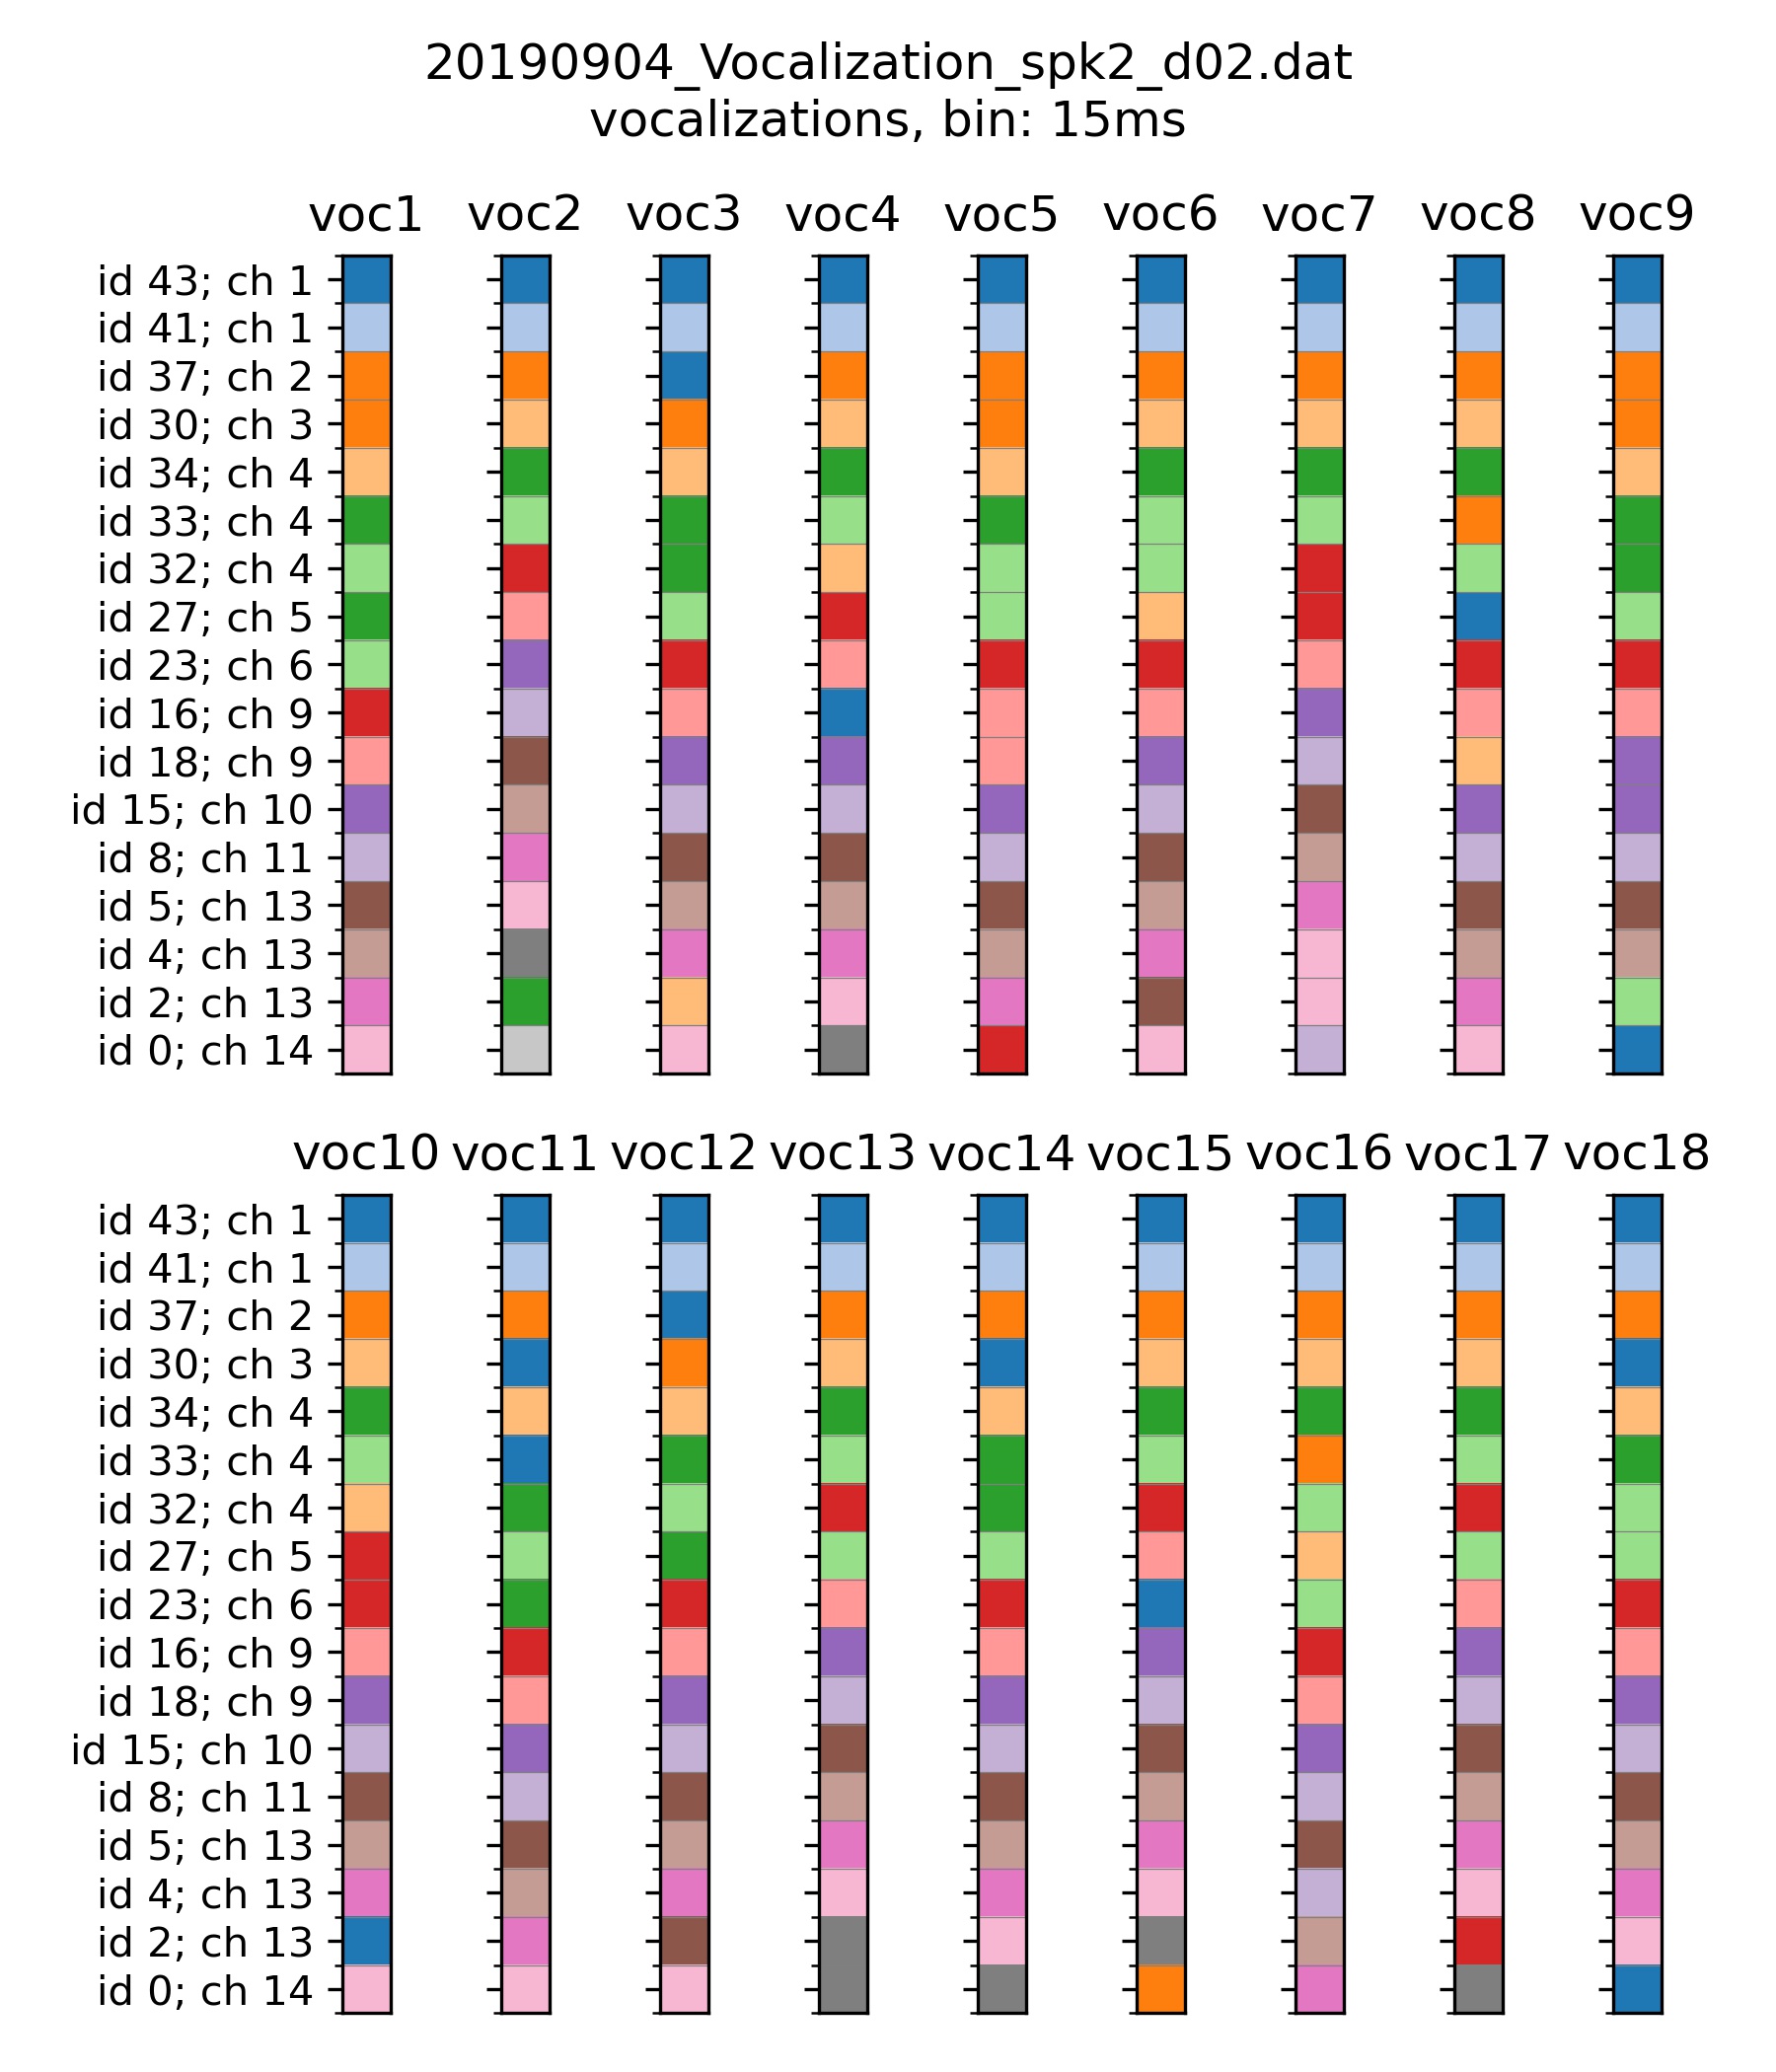 20190904_Vocalization_spk2_d02.dat
vocalizations, bin: 15ms
voc1 voc2 voc3 voc4 voc5 voc6 voc7 voc8 voc9
id 43; ch 1
id 41; ch 1
id 37; ch 2
id 30; ch 3
id 34; ch 4
id 33; ch 4
id 32; ch 4
id 27; ch 5
id 23; ch 6
id 16; ch 9
id 18; ch 9
id 15; ch 10
id 8; ch 11
id 5; ch 13
id 4; ch 13
id 2; ch 13
id 0; ch 14
voc10 voc11 voc12 voc13 voc14 voc15 voc16 voc17 voc18
id 43; ch 1
id 41; ch 1
id 37; ch 2
id 30; ch 3
id 34; ch 4
id 33; ch 4
id 32; ch 4
id 27; ch 5
id 23; ch 6
id 16; ch 9
id 18; ch 9
id 15; ch 10
id 8; ch 11
id 5; ch 13
id 4; ch 13
id 2; ch 13
id 0; ch 14